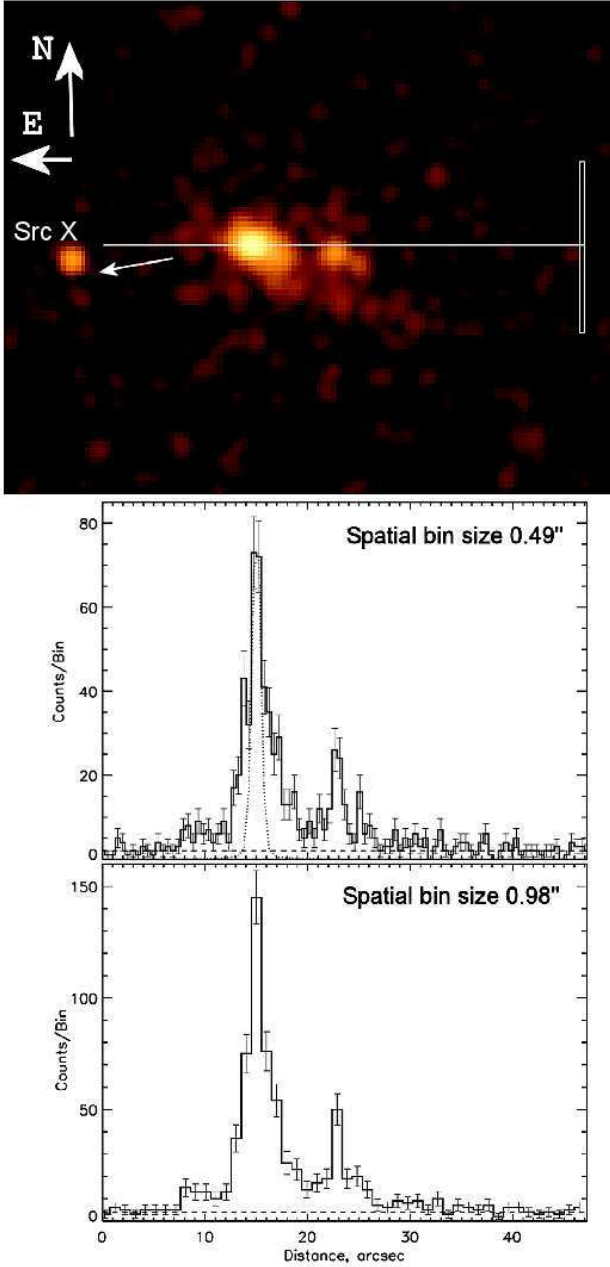 N
E
Src X
Spatial bin size 0.49"
80
60
40
20
0
Counts/Bin
Spatial bin size 0.98"
150
100
50
0
Counts/Bin
0 10 20 30 40
Distance, arcsec